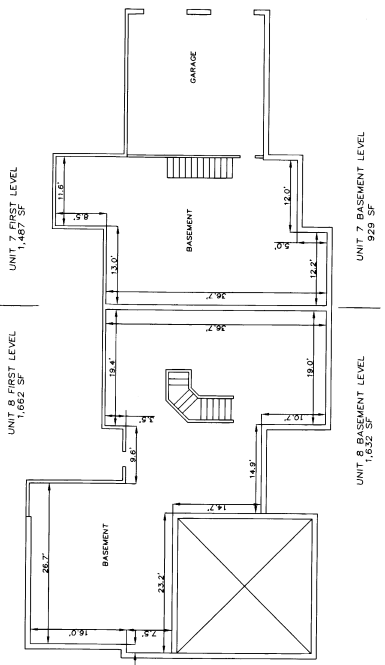 UNIT 8 FIRST LEVEL
1,662 SF
UNIT 7 FIRST LEVEL
1,487 SF
GARAGE
BASEMENT
11.6'
8.5'
13.0'
36.7'
12.0'
5.0'
12.2'
36.7'
19.4'
3.5'
9.6'
19.0'
10.7'
14.9'
14.7'
BASEMENT
26.7'
16.0'
7.5'
23.2'
UNIT 8 BASEMENT LEVEL
1,632 SF
UNIT 7 BASEMENT LEVEL
929 SF